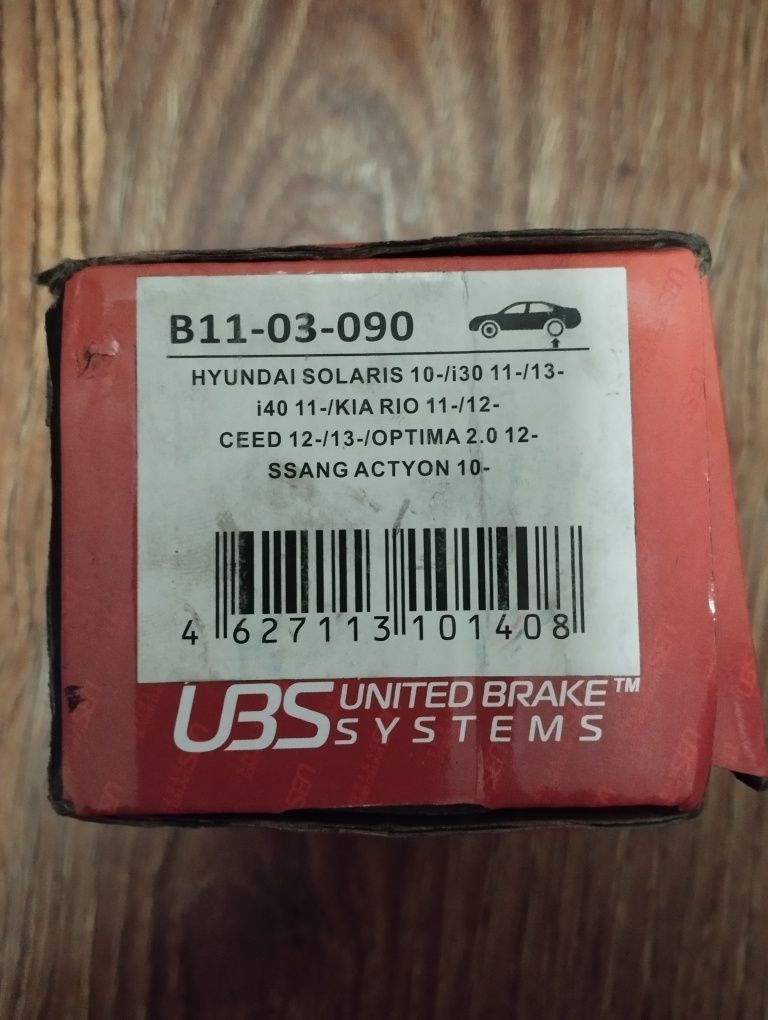 B11-03-090
HYUNDAI SOLARIS 10-/i30 11-/13-
i40 11-/KIA RIO 11-/12-
CEED 12-/13-/OPTIMA 2.0 12-
SSANG ACTYON 10-
4 627113 101408
UBS UNITED BRAKE™
SYSTEMS